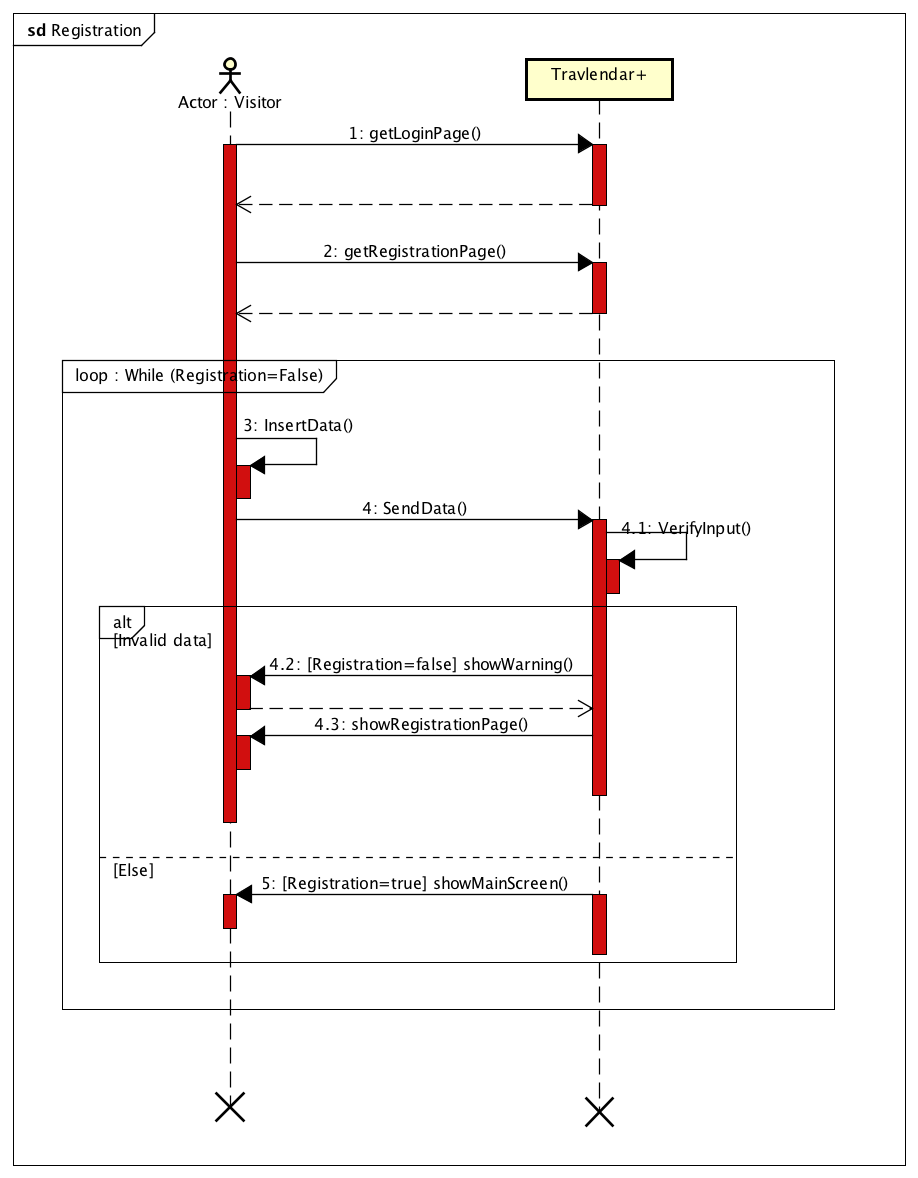 sd Registration
Actor : Visitor
Travlendar+
1: getLoginPage()
2: getRegistrationPage()
loop : While (Registration=False)
3: InsertData()
4: SendData()
4.1: VerifyInput()
alt
[Invalid data]
4.2: [Registration=false] showWarning()
4.3: showRegistrationPage()
[Else]
5: [Registration=true] showMainScreen()